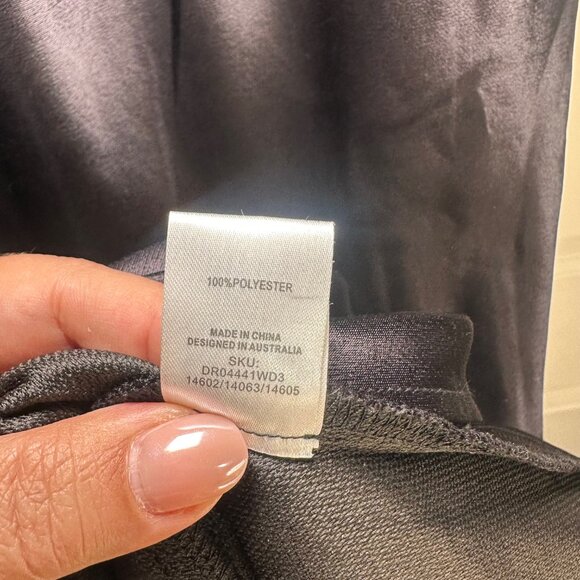 100%POLYESTER
MADE IN CHINA
DESIGNED IN AUSTRALIA
SKU:
DR04441WD3
14602/14063/14605